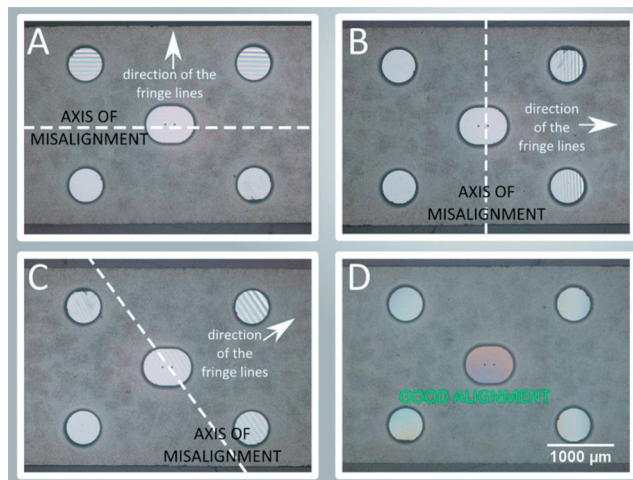 A
direction of the
fringe lines
AXIS OF
MISALIGNMENT
B
direction
of the
fringe lines
AXIS OF
MISALIGNMENT
C
direction
of the
fringe lines
AXIS OF
MISALIGNMENT
D
GOOD ALIGNMENT
1000 µm